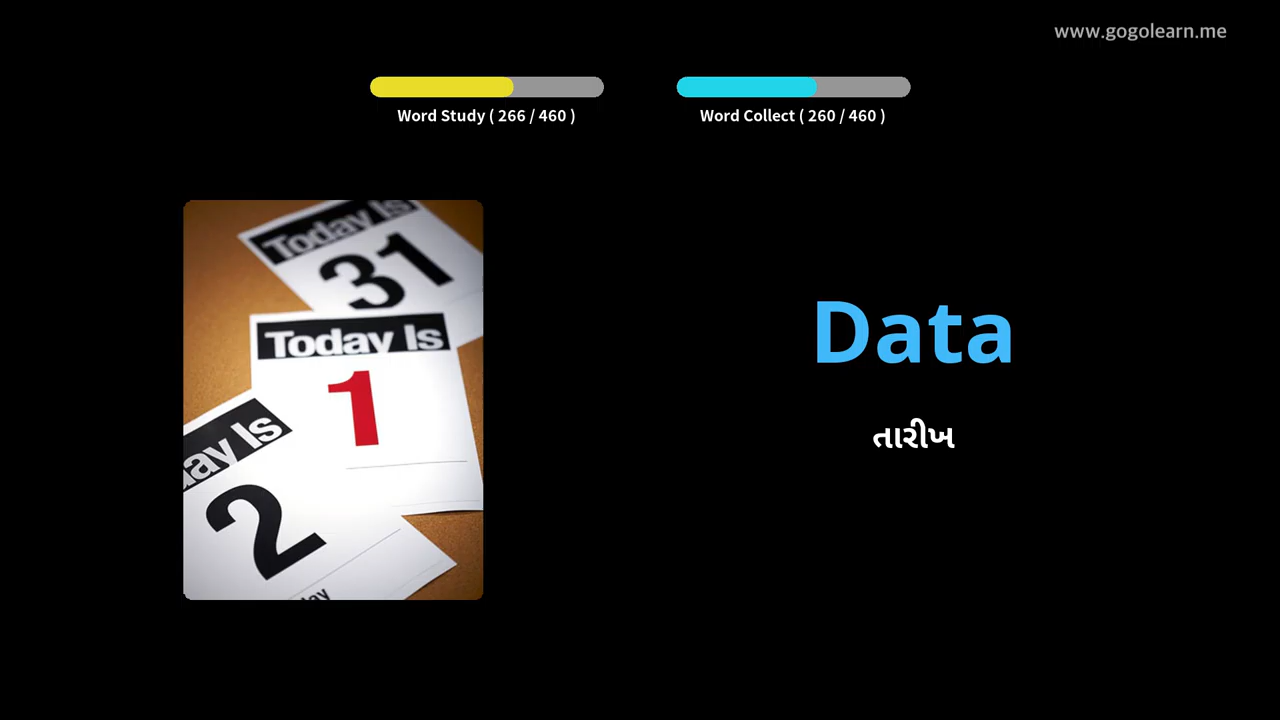 www.gogolearn.me
Word Study ( 266 / 460 )
Word Collect ( 260 / 460 )
Today Is
31
Today Is
1
ay Is
2
Data
તારીખ